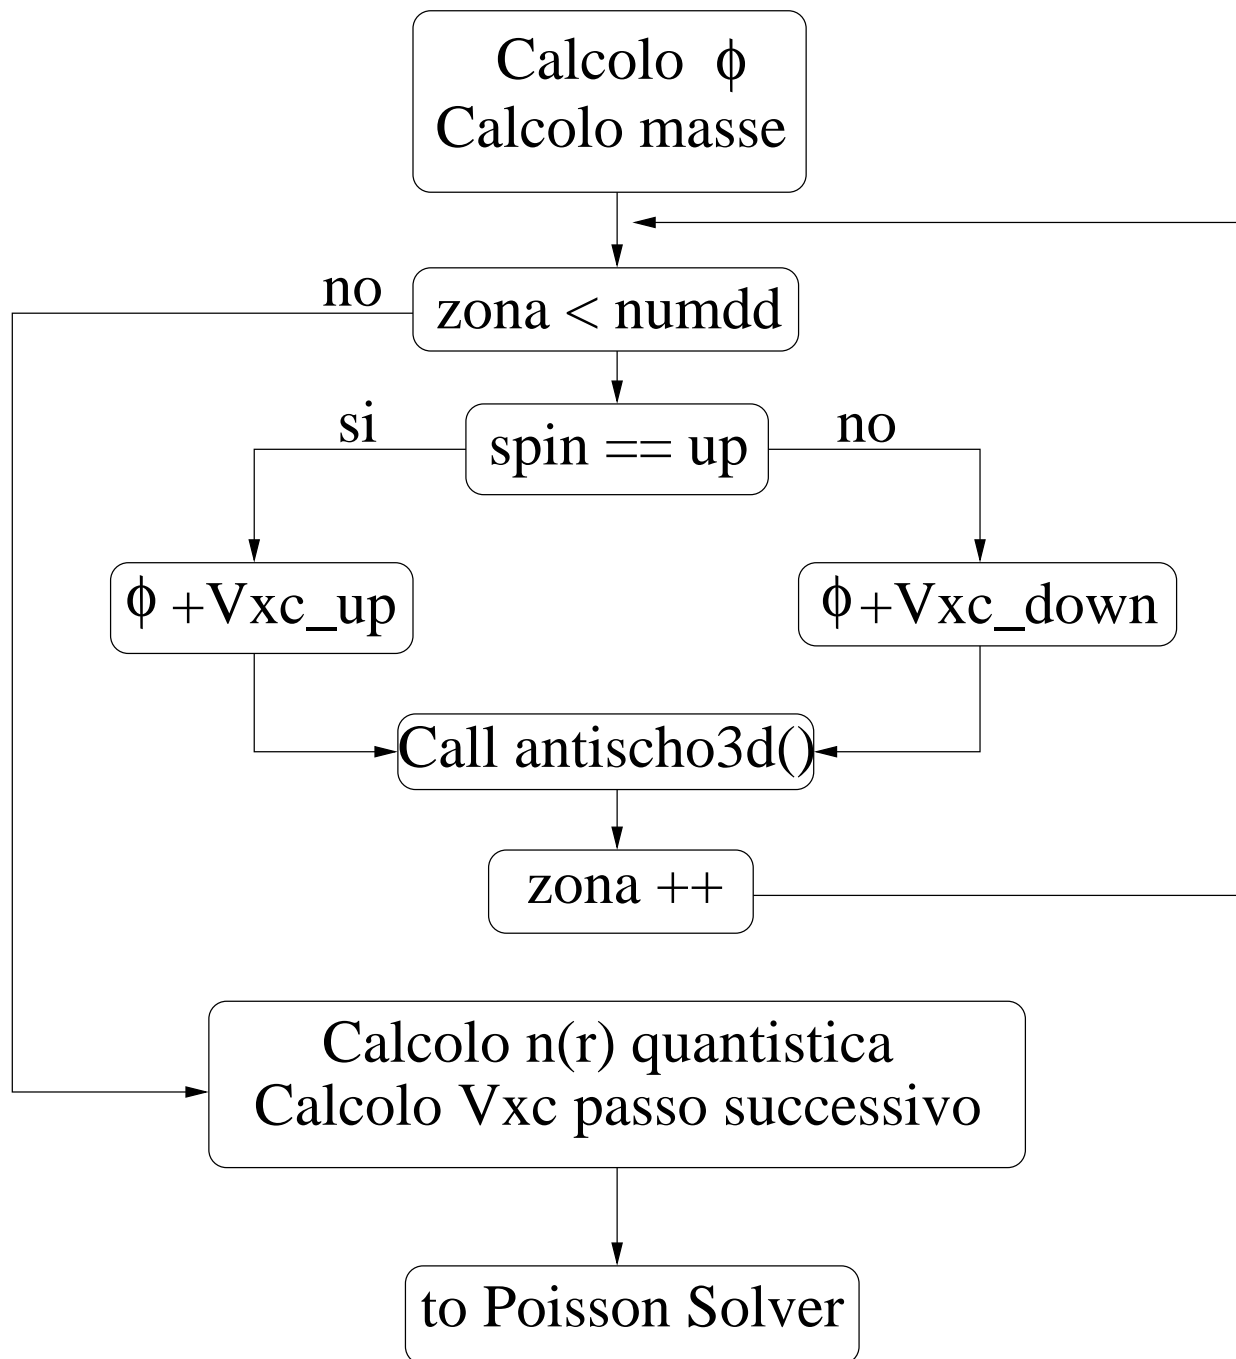 Calcolo ϕ
Calcolo masse
no
zona < numdd
si
spin == up
no
ϕ +Vxc_up
ϕ+Vxc_down
Call antischo3d()
zona ++
Calcolo n(r) quantistica
Calcolo Vxc passo successivo
to Poisson Solver